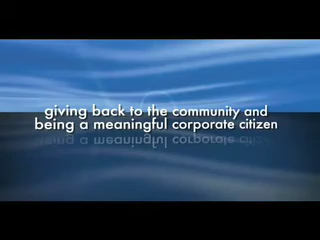 giving back to the community and
being a meaningful corporate citizen